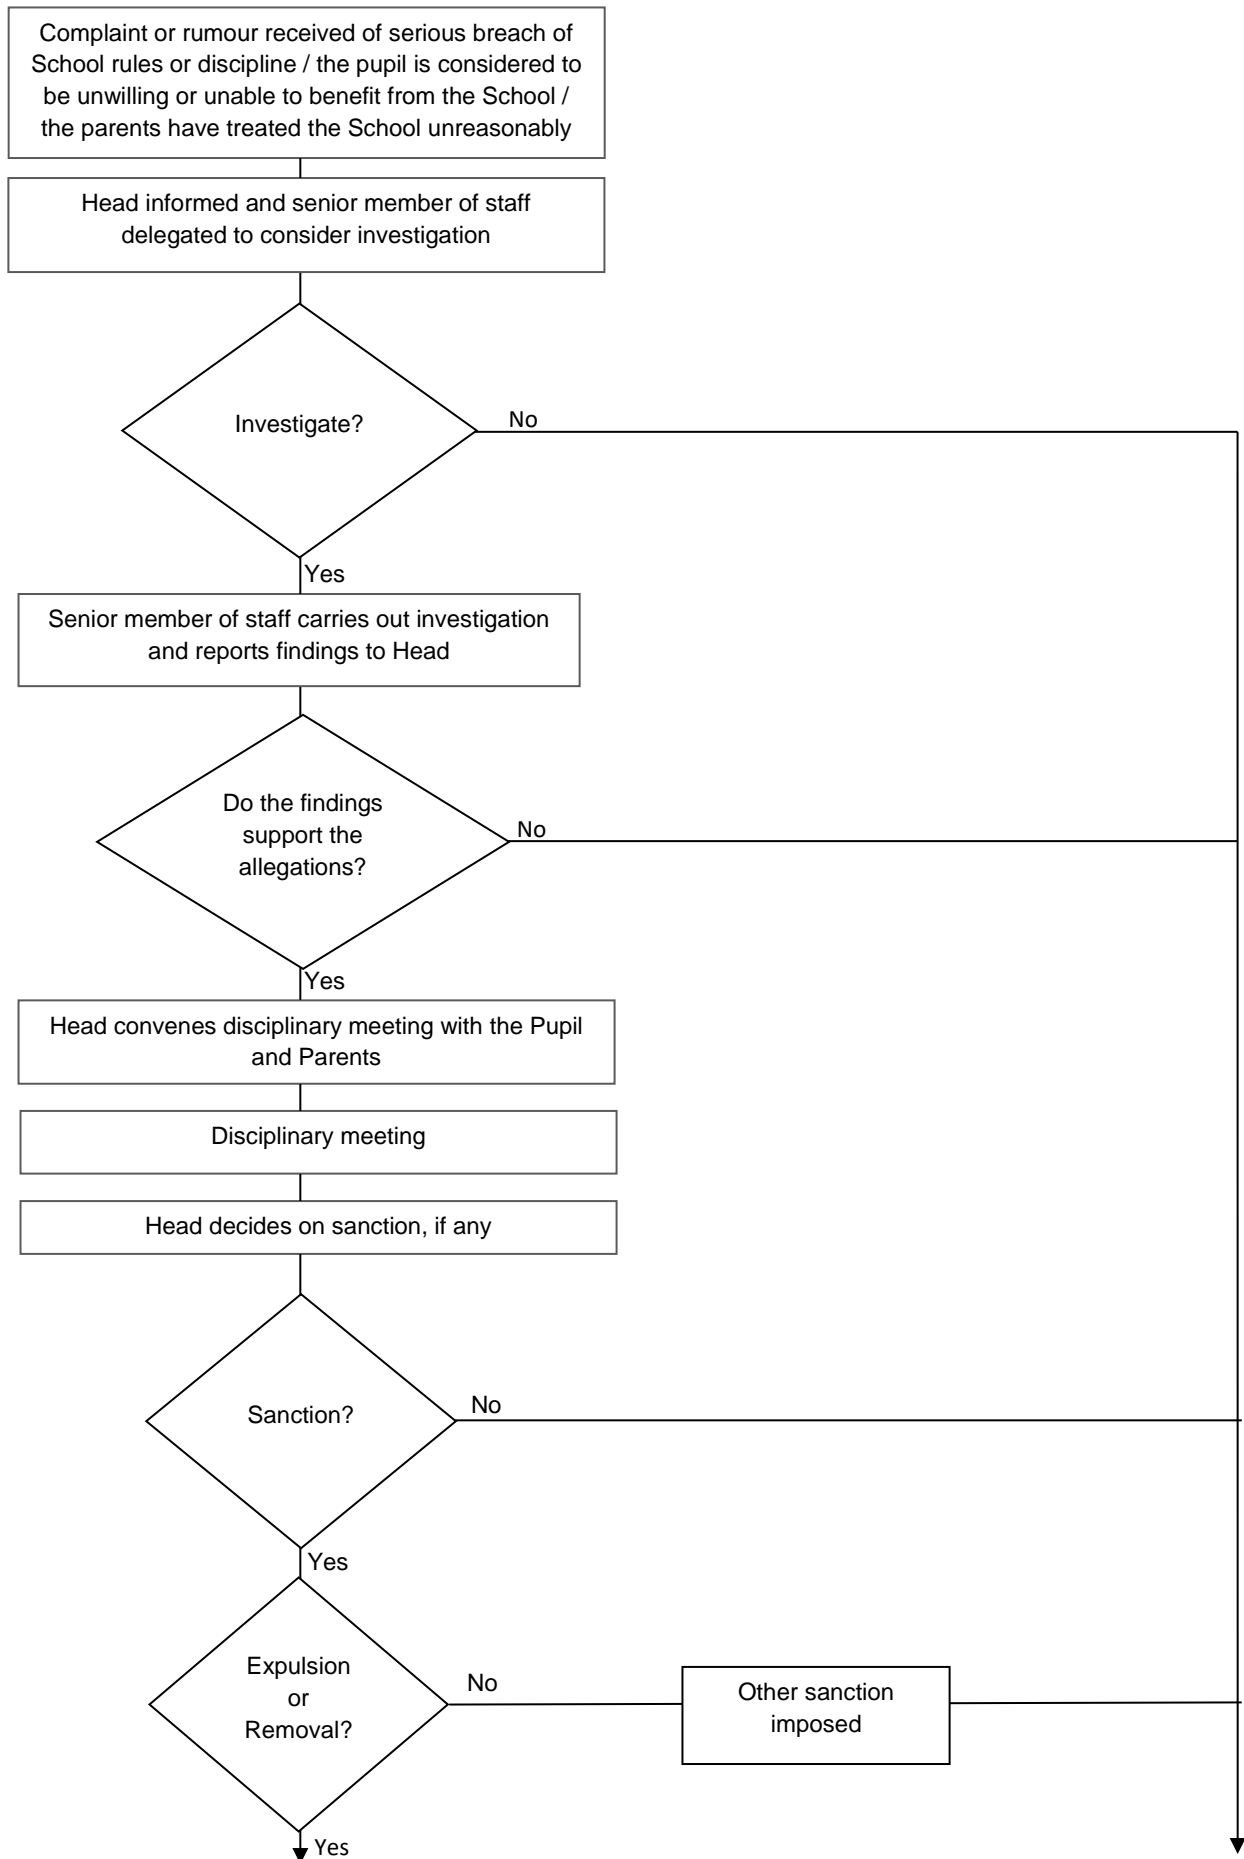 Complaint or rumour received of serious breach of
School rules or discipline / the pupil is considered to
be unwilling or unable to benefit from the School /
the parents have treated the School unreasonably
Head informed and senior member of staff
delegated to consider investigation
Investigate?
No
Yes
Senior member of staff carries out investigation
and reports findings to Head
Do the findings
support the
allegations?
No
Yes
Head convenes disciplinary meeting with the Pupil
and Parents
Disciplinary meeting
Head decides on sanction, if any
Sanction?
No
Yes
Expulsion
or
Removal?
No
Other sanction
imposed
Yes